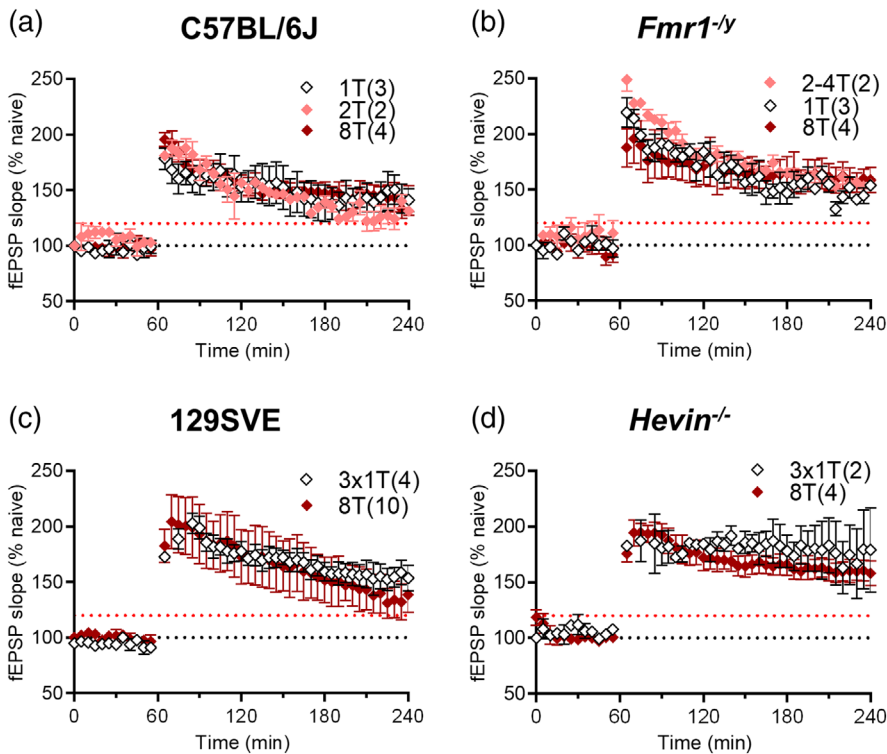 (a)
C57BL/6J
1T(3)
2T(2)
8T(4)
fEPSP slope (% naive)
250
200
150
100
50
0
60
120
180
240
Time (min)
(b)
Fmr1-/y
2-4T(2)
1T(3)
8T(4)
fEPSP slope (% naive)
250
200
150
100
50
0
60
120
180
240
Time (min)
(c)
129SVE
3x1T(4)
8T(10)
fEPSP slope (% naive)
250
200
150
100
50
0
60
120
180
240
Time (min)
(d)
Hevin-/-
3x1T(2)
8T(4)
fEPSP slope (% naive)
250
200
150
100
50
0
60
120
180
240
Time (min)